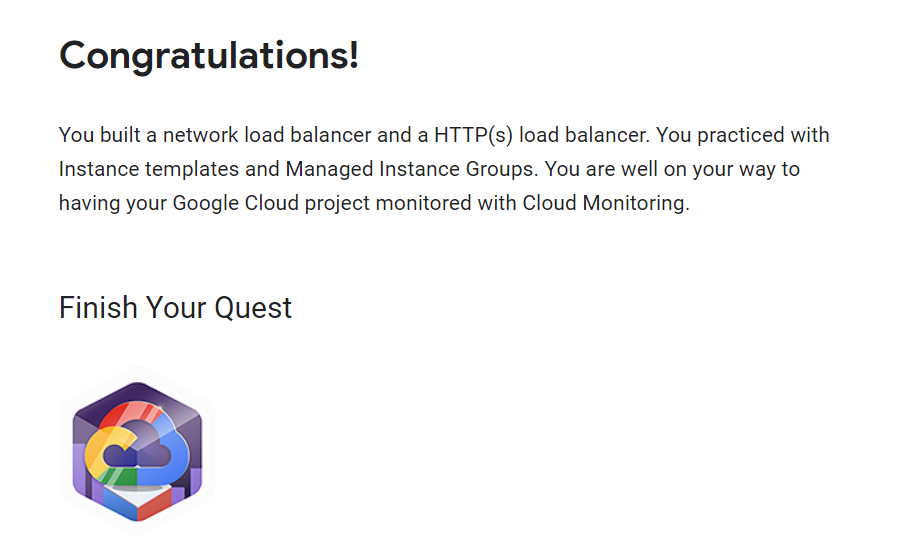 Congratulations!
You built a network load balancer and a HTTP(s) load balancer. You practiced with
Instance templates and Managed Instance Groups. You are well on your way to
having your Google Cloud project monitored with Cloud Monitoring.
Finish Your Quest